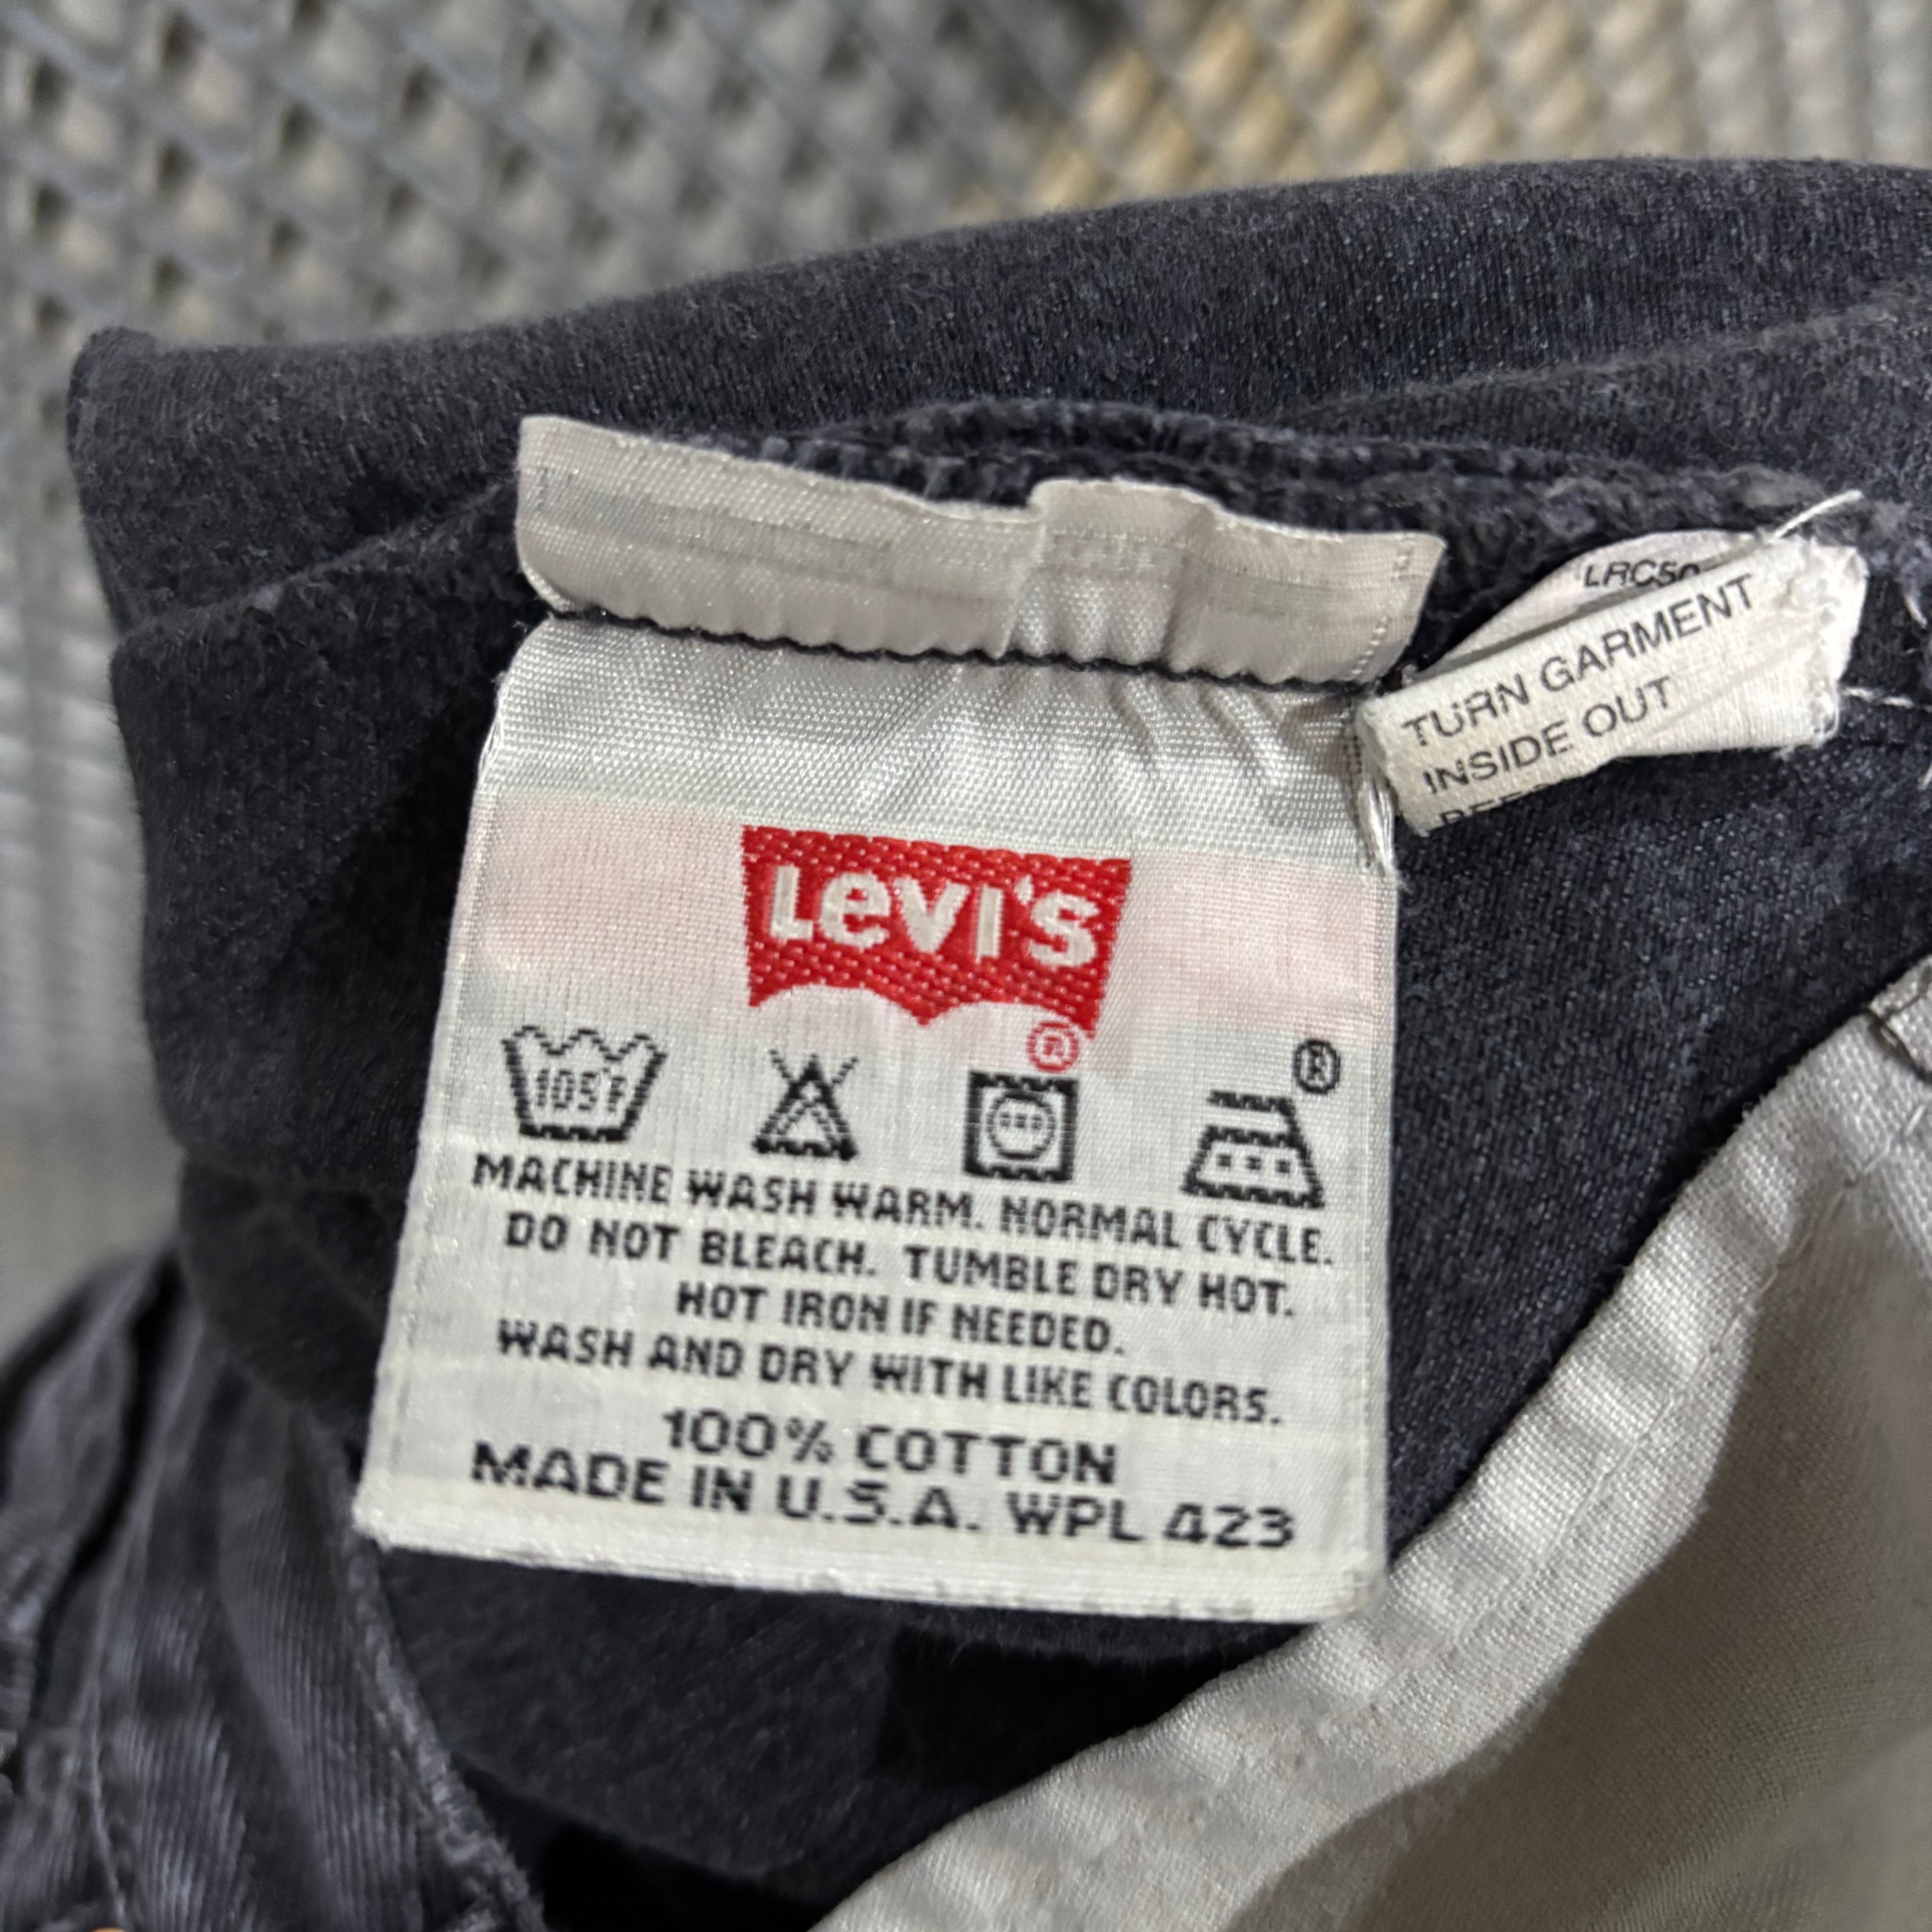 LRC50
TURN GARMENT
INSIDE OUT
Levi's
®
®
105°F
MACHINE WASH WARM. NORMAL CYCLE.
DO NOT BLEACH. TUMBLE DRY HOT.
HOT IRON IF NEEDED.
WASH AND DRY WITH LIKE COLORS.
100% COTTON
MADE IN U.S.A. WPL 423